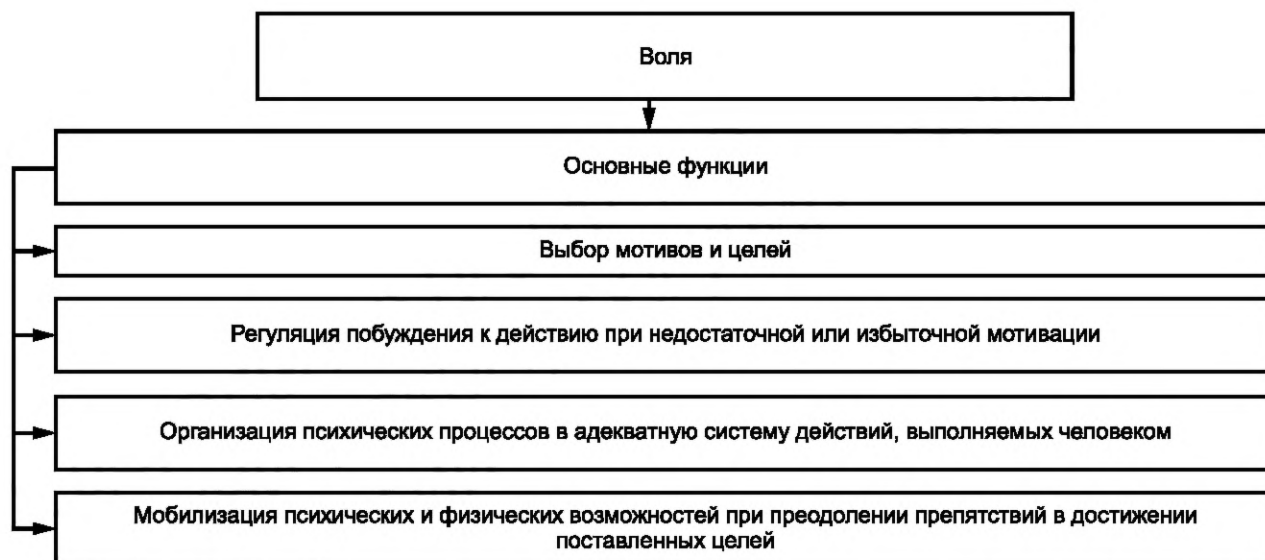 Воля
Основные функции
Выбор мотивов и целей
Регуляция побуждения к действию при недостаточной или избыточной мотивации
Организация психических процессов в адекватную систему действий, выполняемых человеком
Мобилизация психических и физических возможностей при преодолении препятствий в достижении
поставленных целей